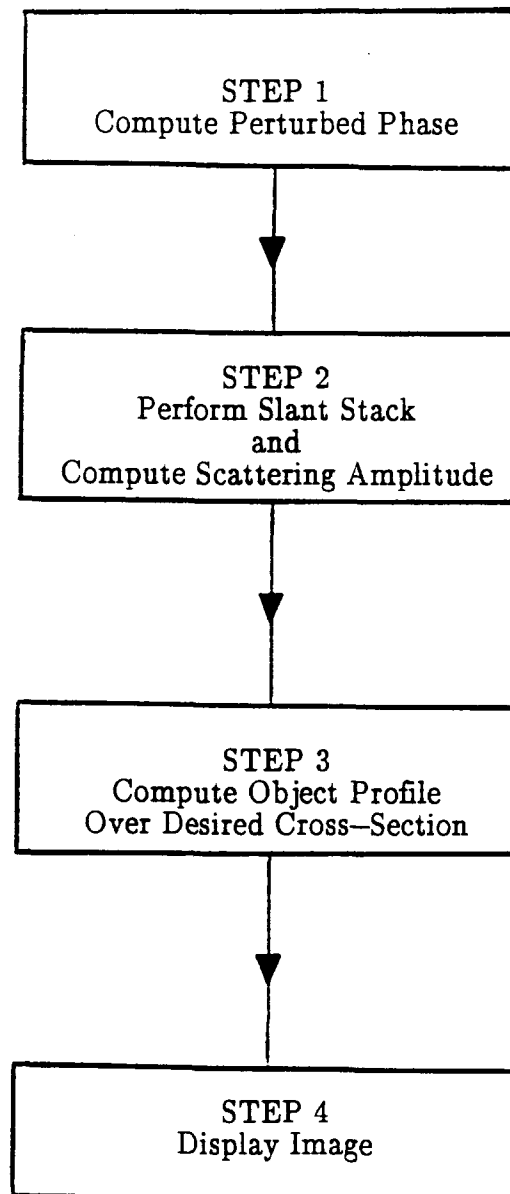 STEP 1
Compute Perturbed Phase
STEP 2
Perform Slant Stack
and
Compute Scattering Amplitude
STEP 3
Compute Object Profile
Over Desired Cross–Section
STEP 4
Display Image